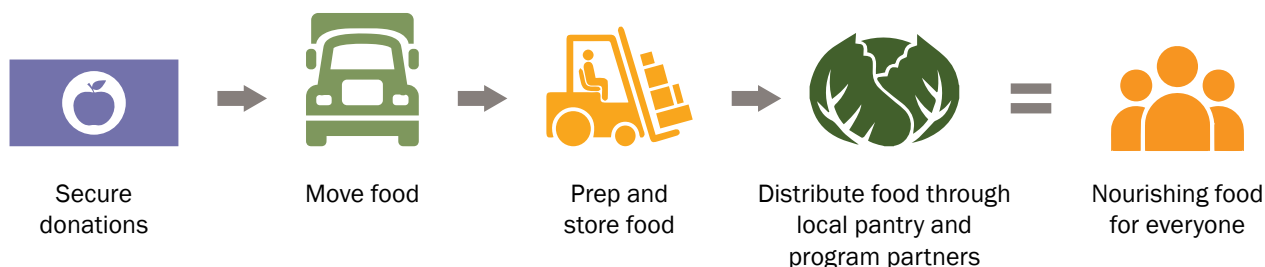 Secure
donations
Move food
Prep and
store food
Distribute food through
local pantry and
program partners
Nourishing food
for everyone